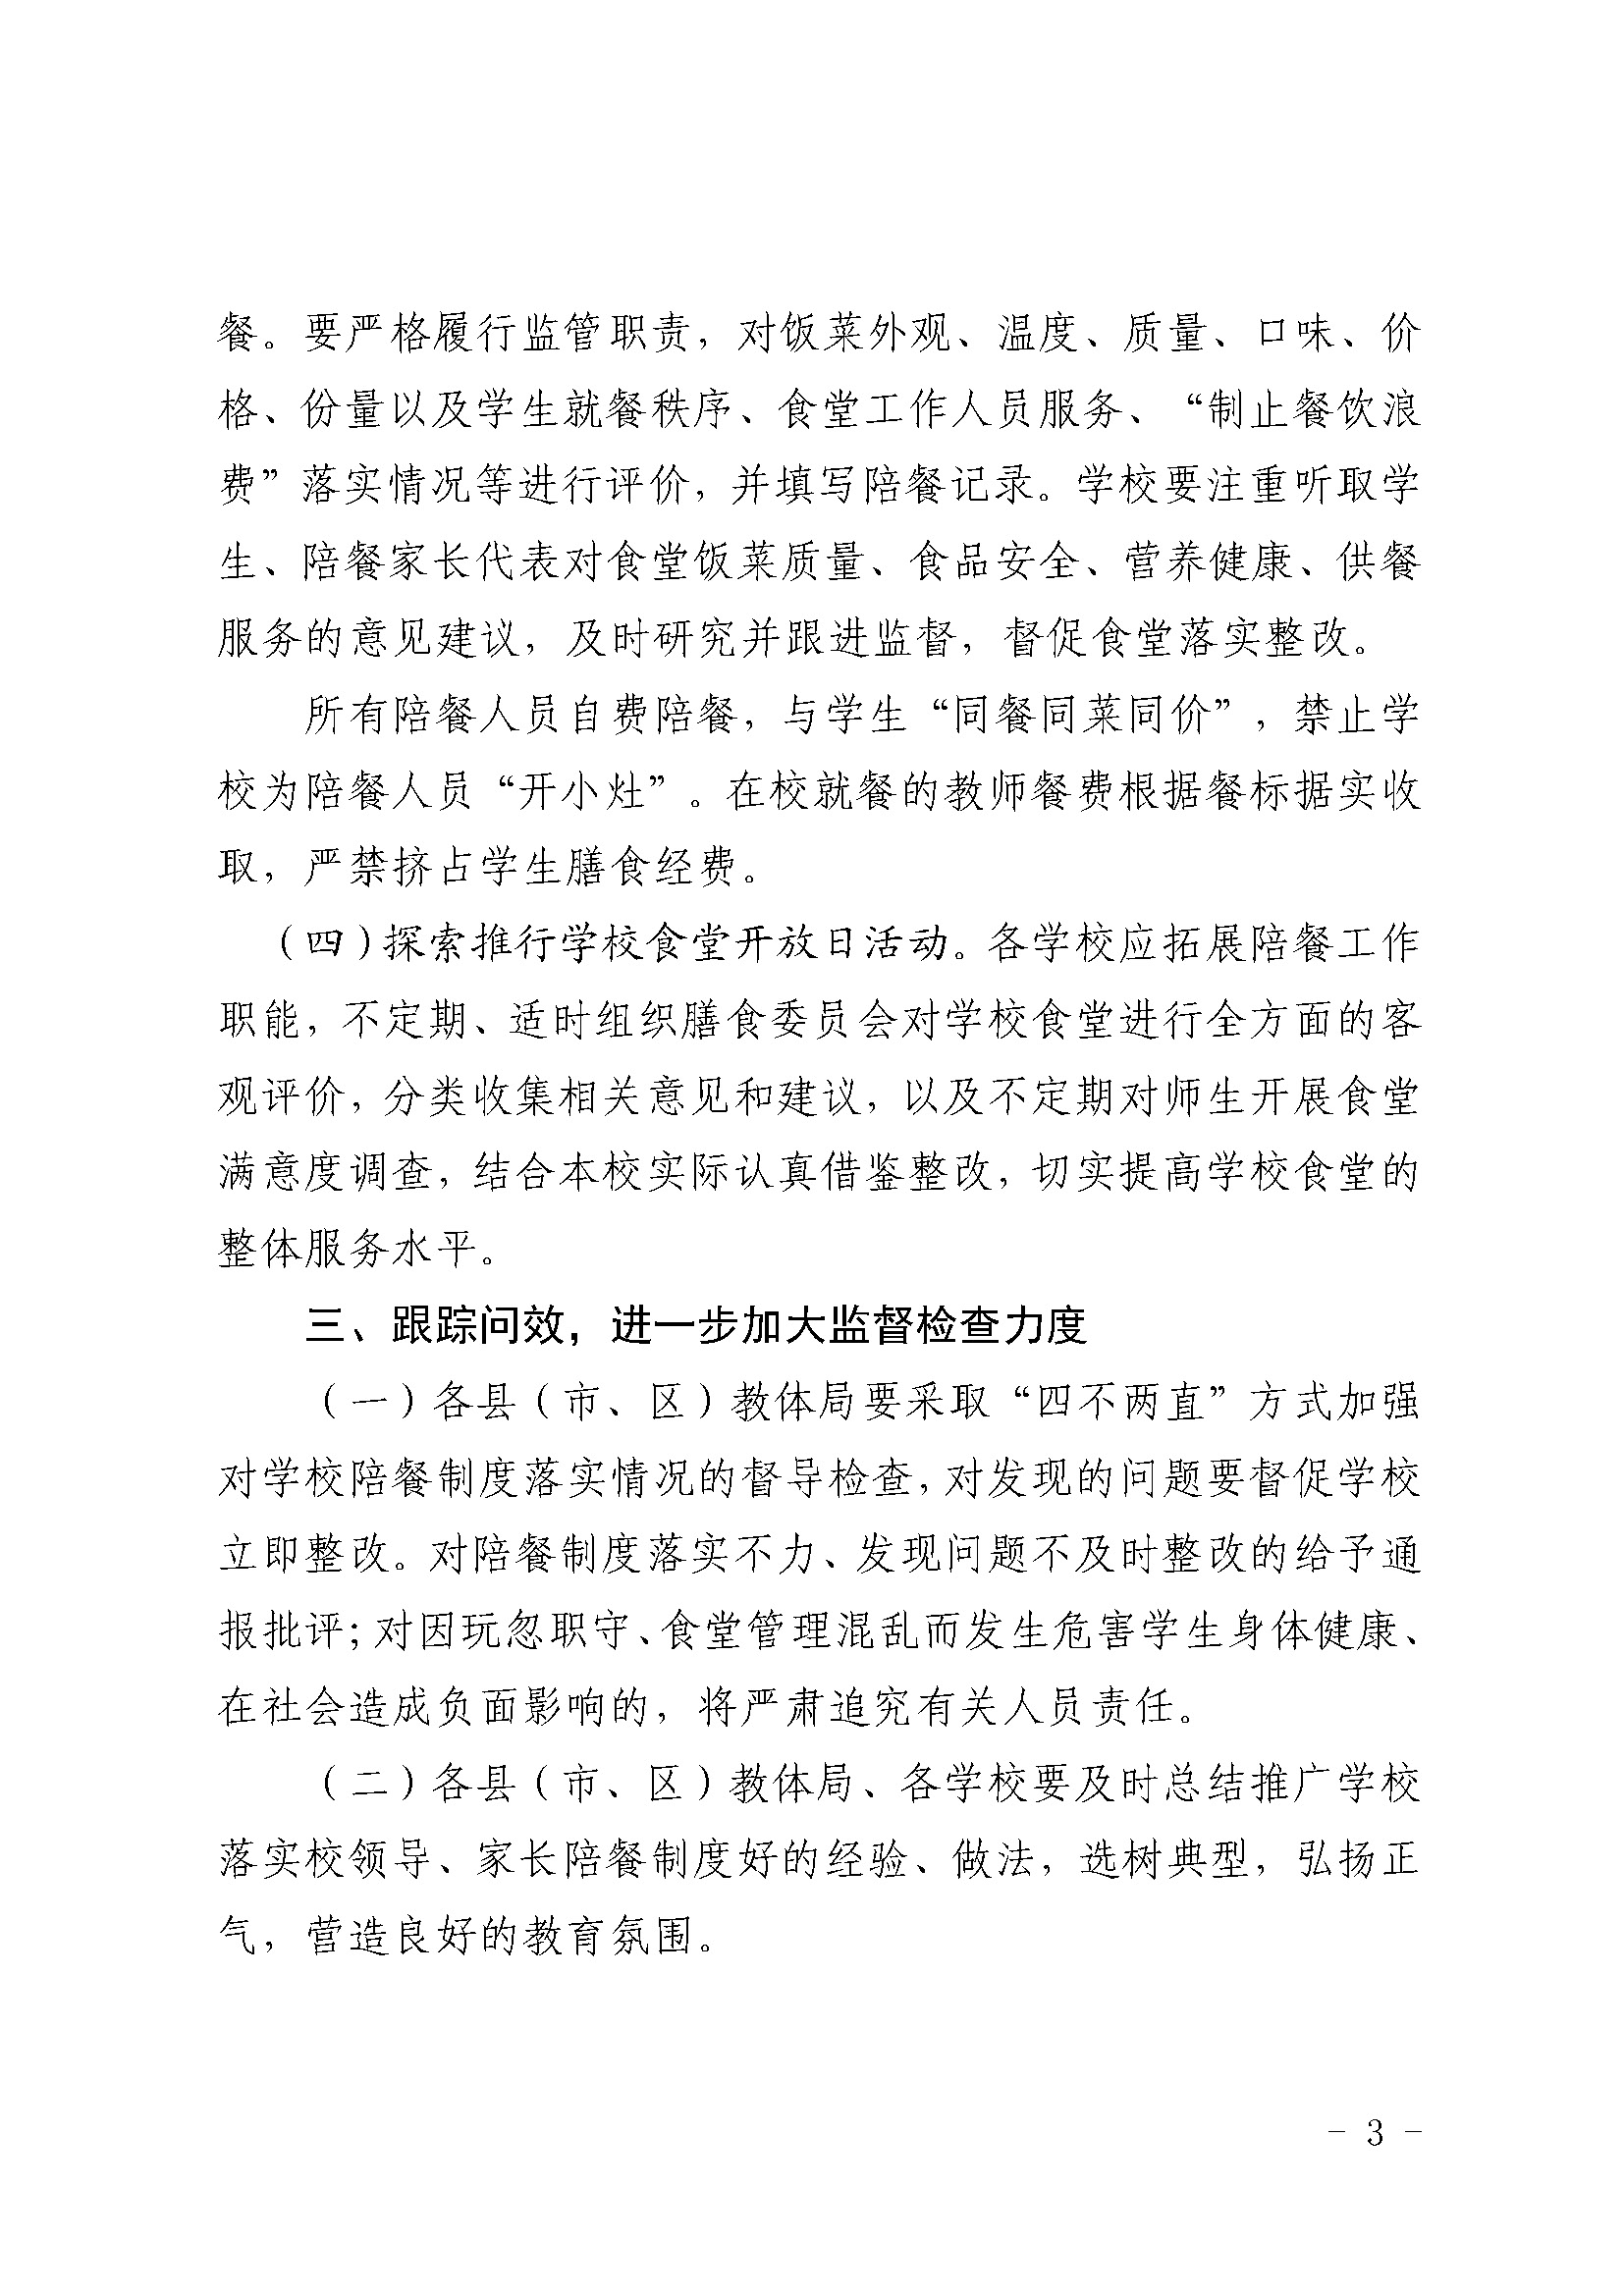 餐。要严格履行监管职责，对饭菜外观、温度、质量、口味、价
格、份量以及学生就餐秩序、食堂工作人员服务、“制止餐饮浪
费”落实情况等进行评价，并填写陪餐记录。学校要注重听取学
生、陪餐家长代表对食堂饭菜质量、食品安全、营养健康、供餐
服务的意见建议，及时研究并跟进监督，督促食堂落实整改。
所有陪餐人员自费陪餐，与学生“同餐同菜同价”，禁止学
校为陪餐人员“开小灶”。在校就餐的教师餐费根据餐标据实收
取，严禁挤占学生膳食经费。
（四）探索推行学校食堂开放日活动。各学校应拓展陪餐工作
职能，不定期、适时组织膳食委员会对学校食堂进行全方面的客
观评价，分类收集相关意见和建议，以及不定期对师生开展食堂
满意度调查，结合本校实际认真借鉴整改，切实提高学校食堂的
整体服务水平。
三、跟踪问效，进一步加大监督检查力度
（一）各县（市、区）教体局要采取“四不两直”方式加强
对学校陪餐制度落实情况的督导检查，对发现的问题要督促学校
立即整改。对陪餐制度落实不力、发现问题不及时整改的给予通
报批评；对因玩忽职守、食堂管理混乱而发生危害学生身体健康、
在社会造成负面影响的，将严肃追究有关人员责任。
（二）各县（市、区）教体局、各学校要及时总结推广学校
落实校领导、家长陪餐制度好的经验、做法，选树典型，弘扬正
气，营造良好的教育氛围。
- 3 -